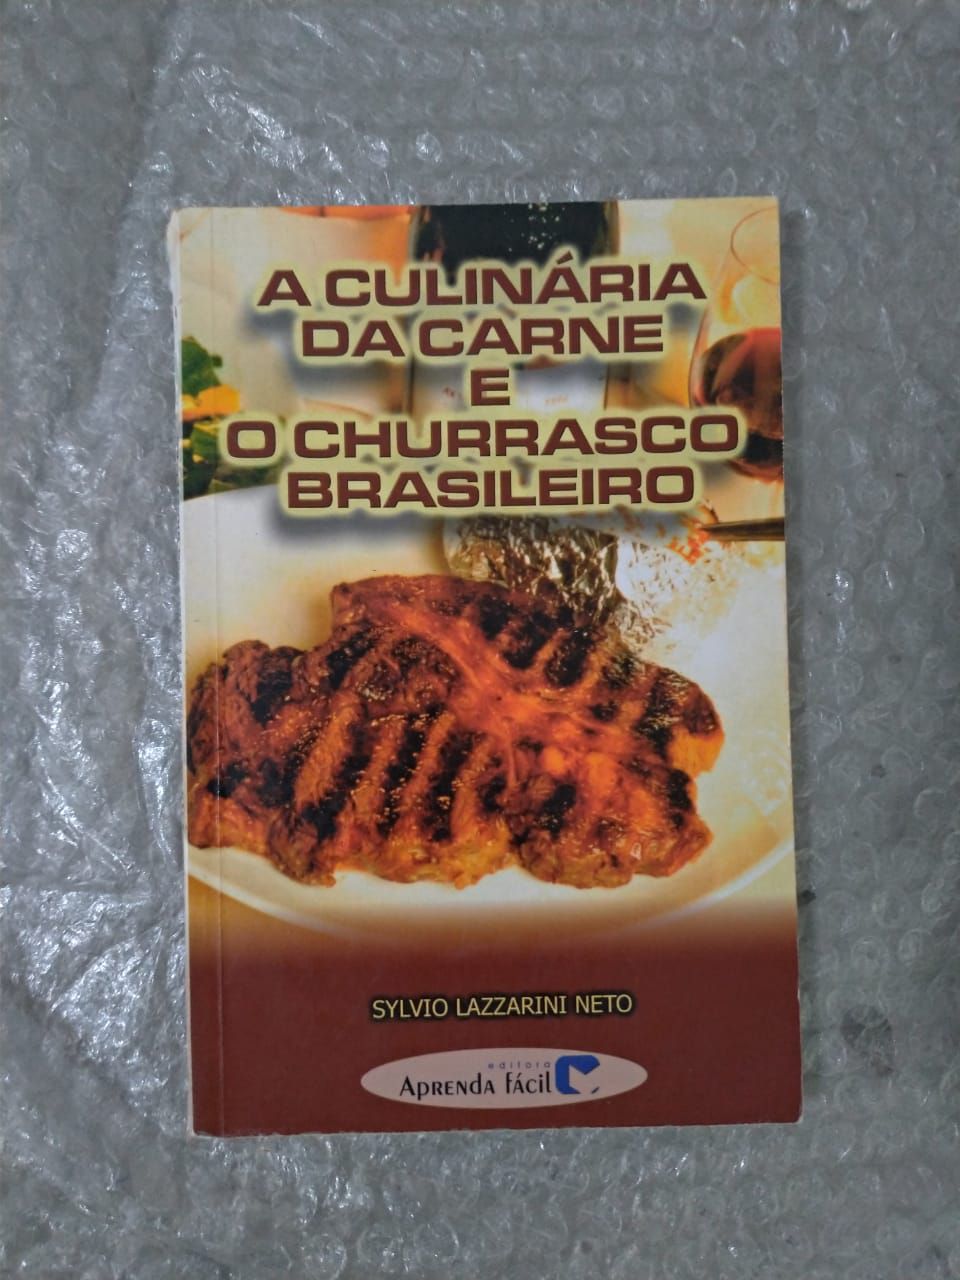 A CULINÁRIA
DA CARNE
E
O CHURRASCO
BRASILEIRO
SYLVIO LAZZARINI NETO
editora
APRENDA FÁCIL